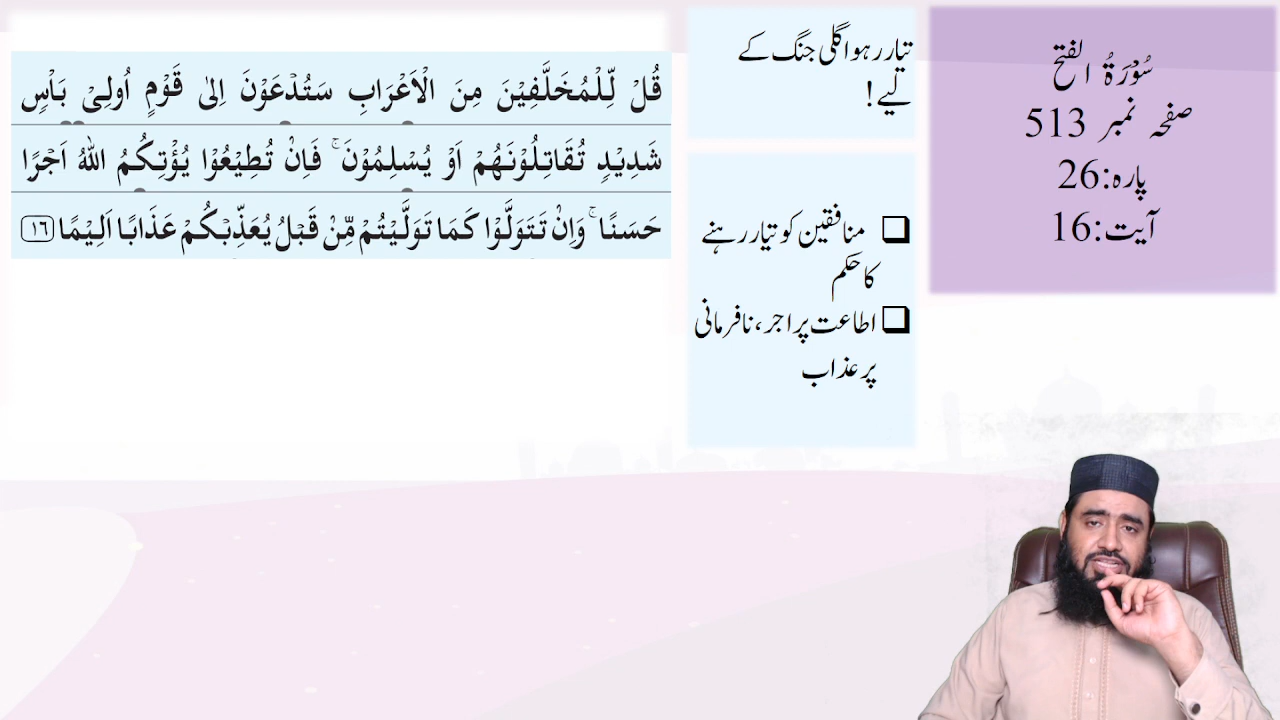 سُوْرَةُ الفتح
صفحہ نمبر 513
پارہ:26
آیت:16
تیار رہو اگلی جنگ کے
لیے!
منافقین کو تیار رہنے
کا حکم
اطاعت پر اجر، نافرمانی
پر عذاب
قُلْ لِّلْمُخَلَّفِيْنَ مِنَ الْاَعْرَابِ سَتُدْعَوْنَ اِلٰى قَوْمٍ اُولِيْ بَاْسٍ
شَدِيْدٍ تُقَاتِلُوْنَهُمْ اَوْ يُسْلِمُوْنَ ۚ فَاِنْ تُطِيْعُوْا يُؤْتِكُمُ اللّٰهُ اَجْرًا
حَسَنًا ۚ وَاِنْ تَتَوَلَّوْا كَمَا تَوَلَّيْتُمْ مِّنْ قَبْلُ يُعَذِّبْكُمْ عَذَابًا اَلِيْمًا ١٦